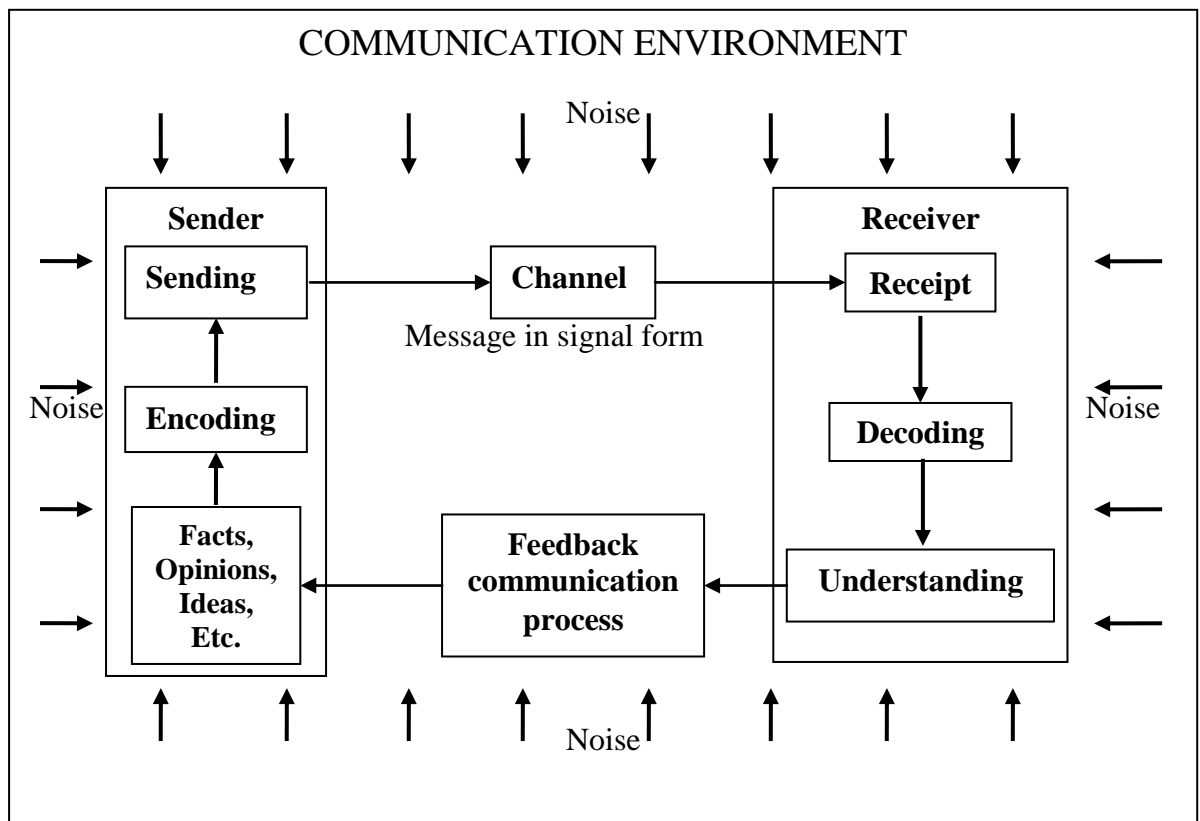 COMMUNICATION ENVIRONMENT
Noise
Sender
Receiver
Sending
Channel
Receipt
Message in signal form
Noise
Encoding
Decoding
Noise
Facts,
Opinions,
Ideas,
Etc.
Feedback
communication
process
Understanding
Noise